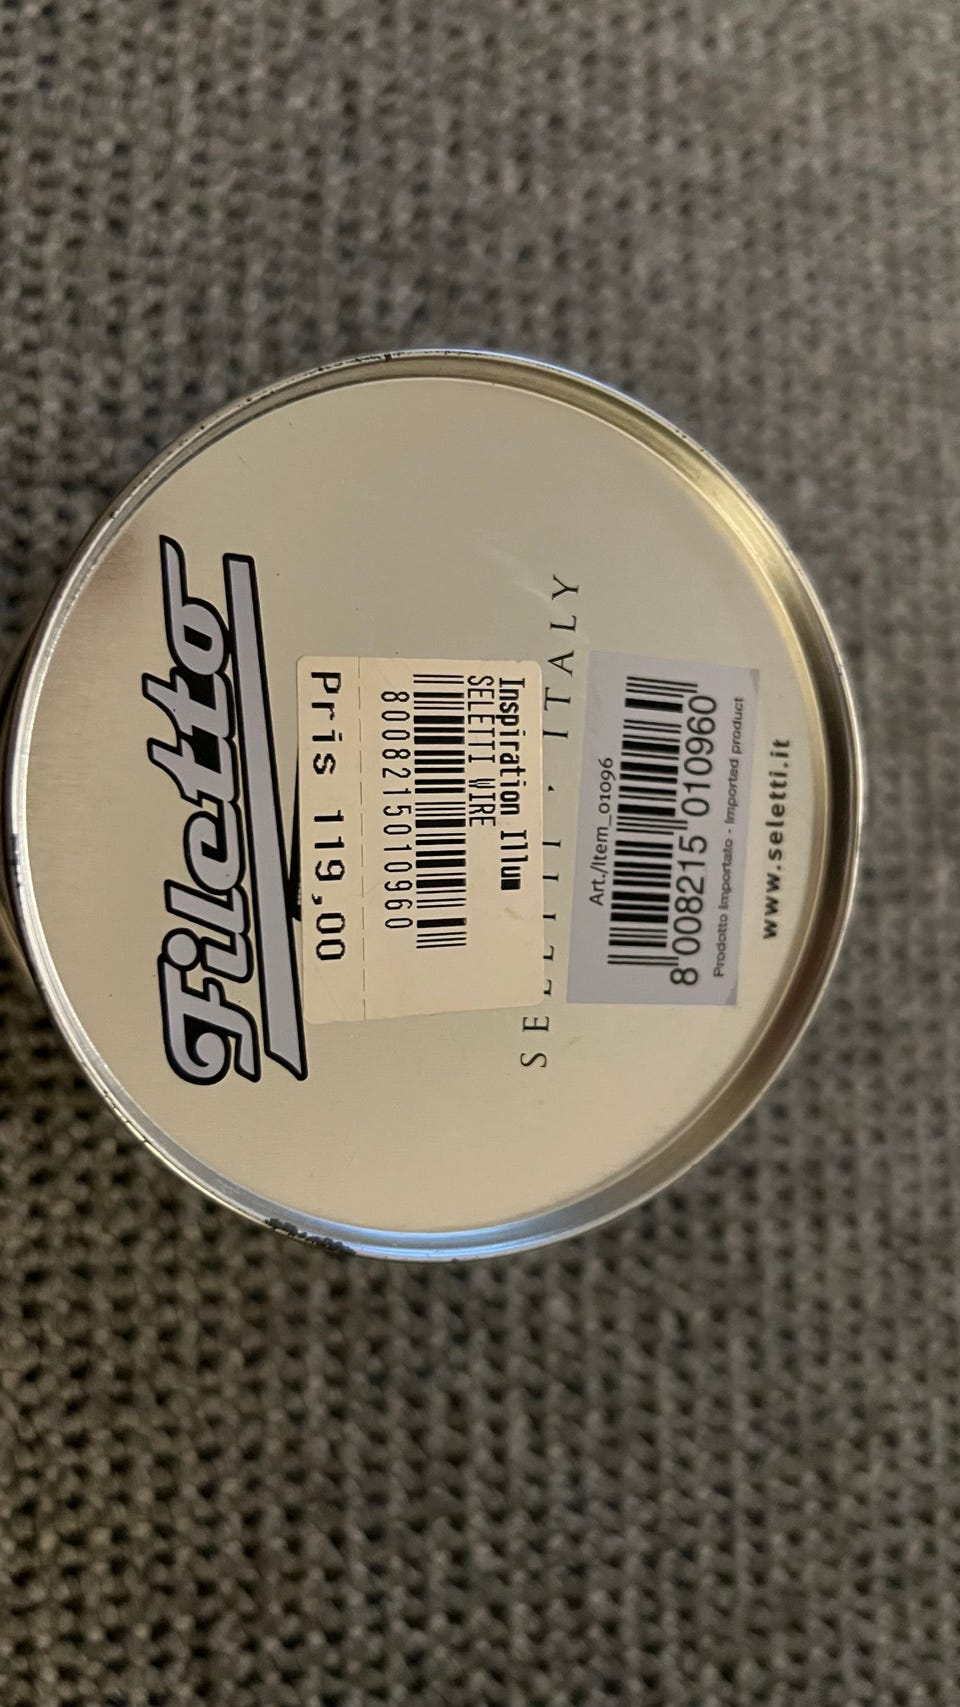 Filetto
Inspiration Illum
SELETTI WIRE
8008215010960
Pris 119,00
SELETTI . ITALY
Art./Item_01096
8 008215 010960
Prodotto Importato - Imported product
www.seletti.it